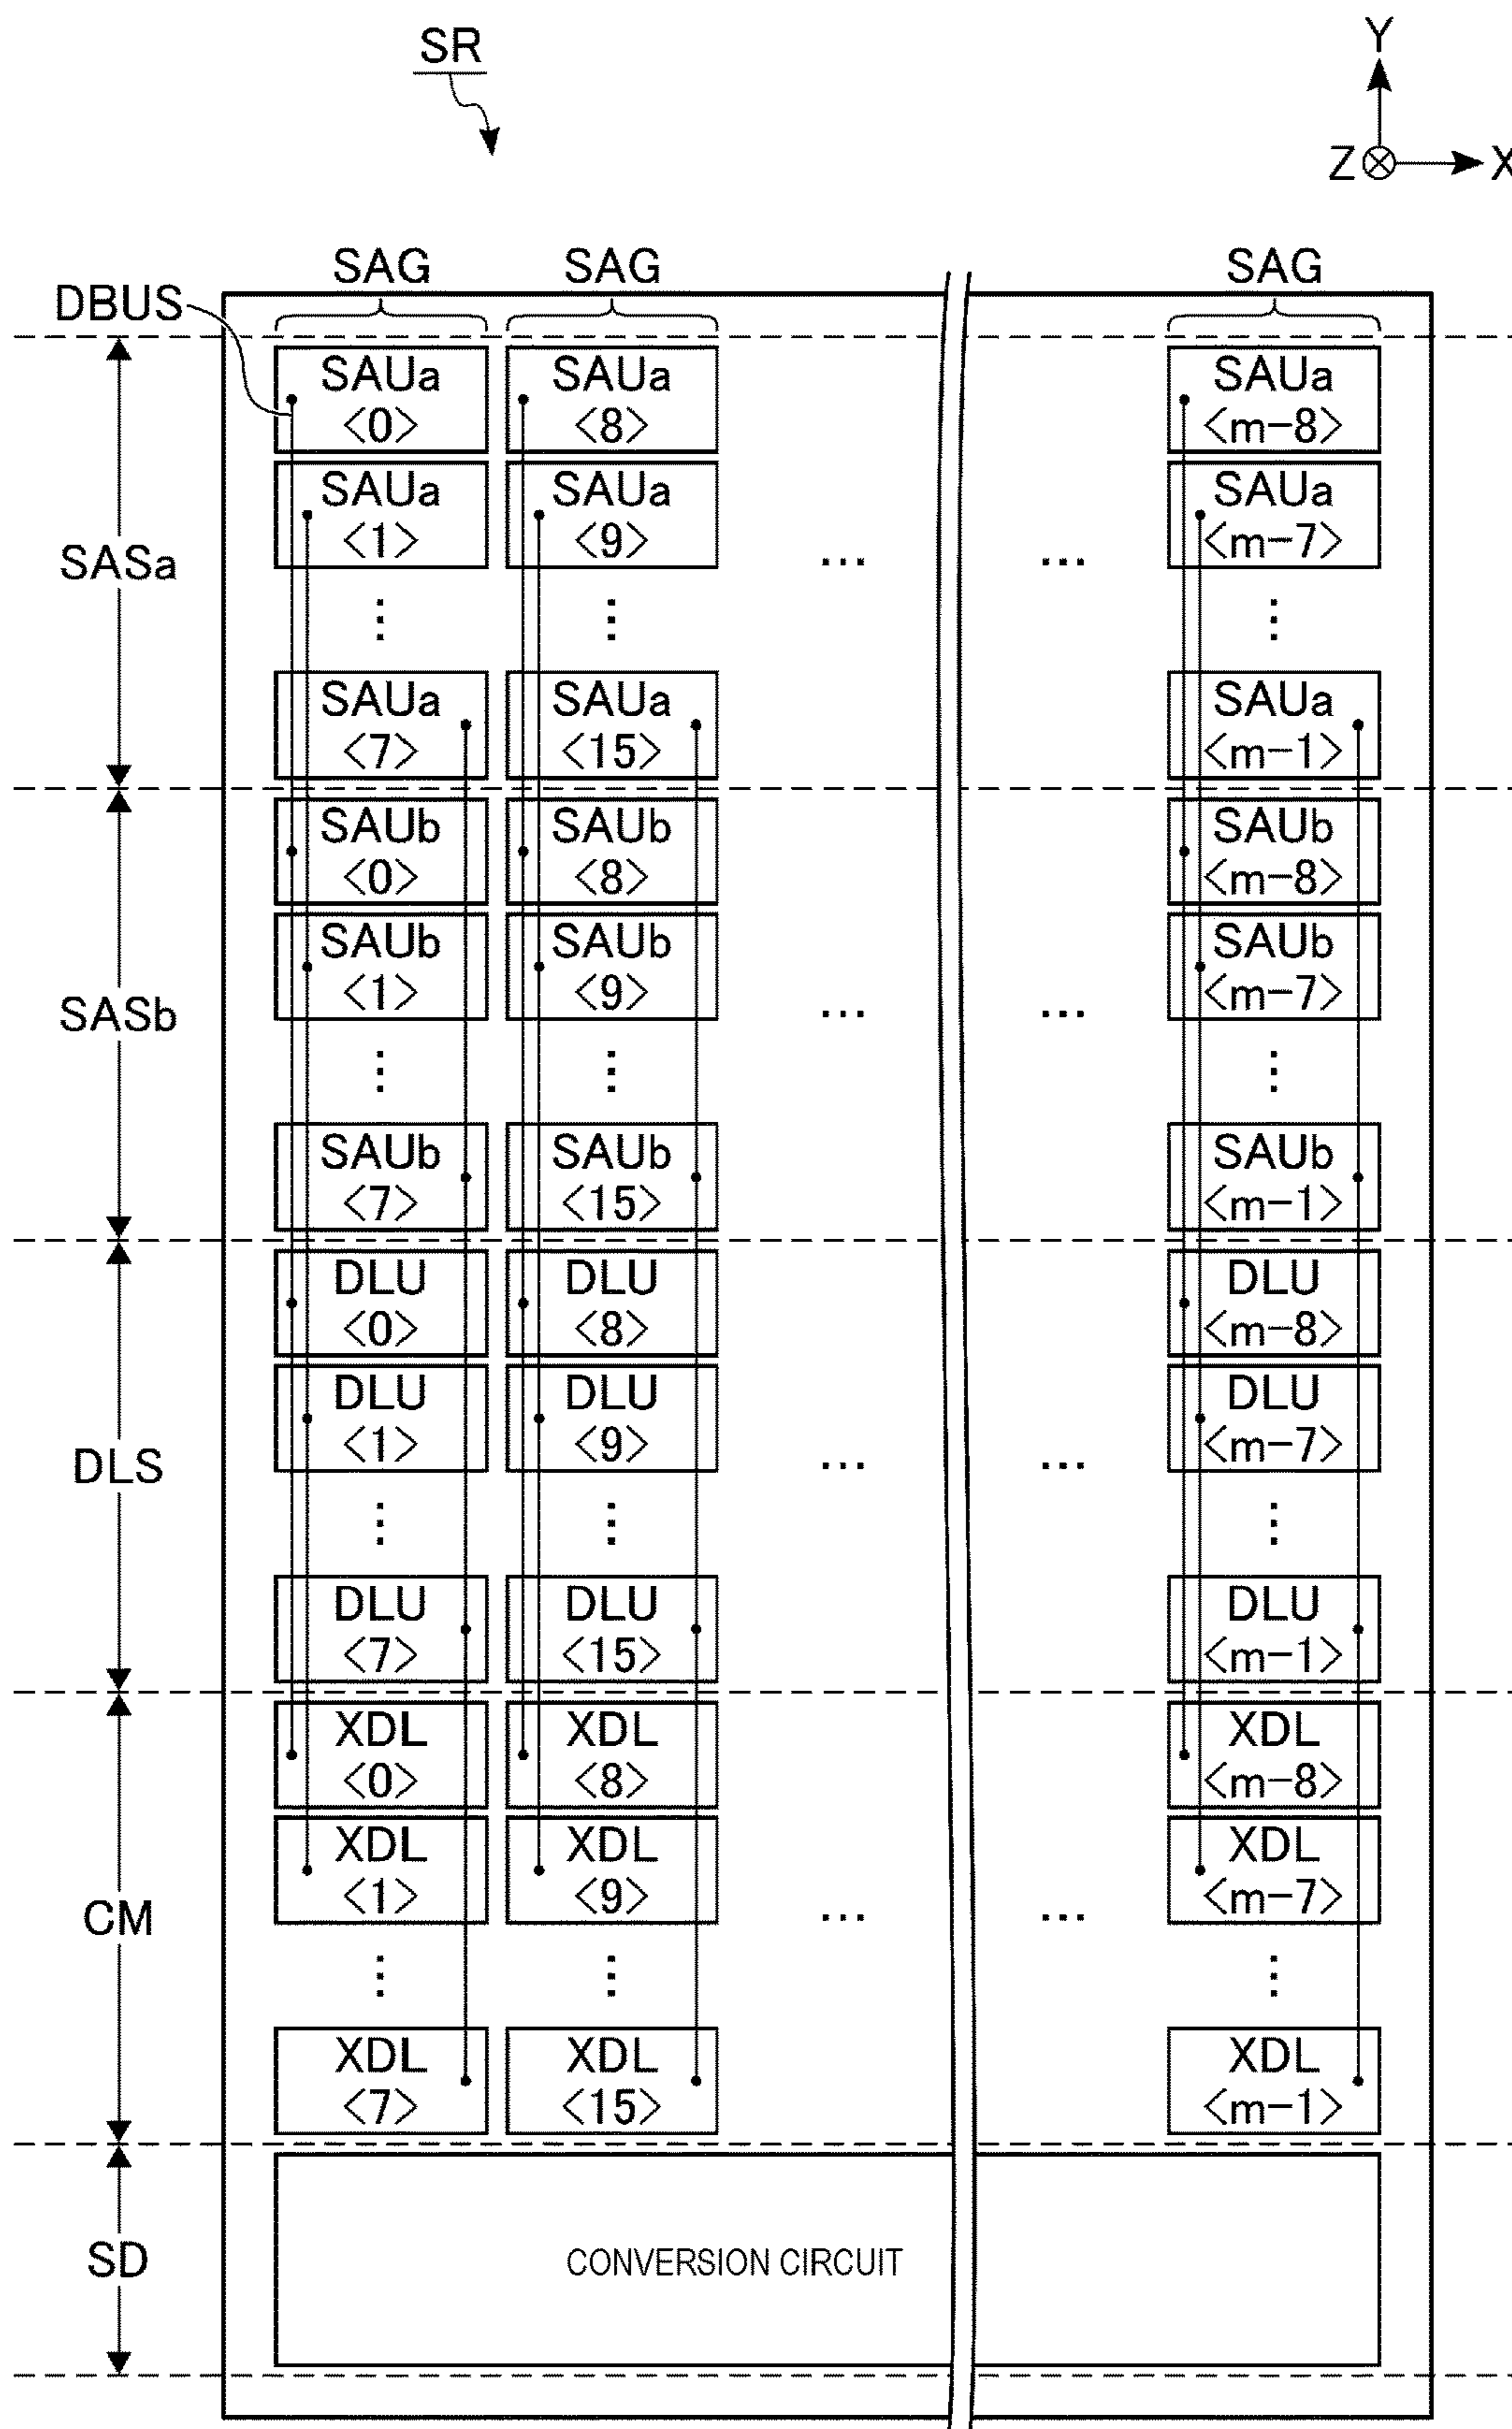 SR
Y
Z X
SAG SAG SAG
DBUS
SAUa SAUa SAUa
<0> <8> <m-8>
SAUa SAUa SAUa
<1> <9> <m-7>
SASa
... ...
⋮ ⋮ ⋮
SAUa SAUa SAUa
<7> <15> <m-1>
SAUb SAUb SAUb
<0> <8> <m-8>
SAUb SAUb SAUb
<1> <9> <m-7>
SASb
... ...
⋮ ⋮ ⋮
SAUb SAUb SAUb
<7> <15> <m-1>
DLU DLU DLU
<0> <8> <m-8>
DLU DLU DLU
<1> <9> <m-7>
DLS
... ...
⋮ ⋮ ⋮
DLU DLU DLU
<7> <15> <m-1>
XDL XDL XDL
<0> <8> <m-8>
XDL XDL XDL
<1> <9> <m-7>
CM
... ...
⋮ ⋮ ⋮
XDL XDL XDL
<7> <15> <m-1>
SD
CONVERSION CIRCUIT